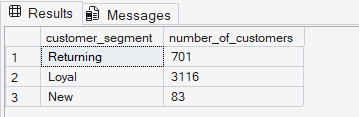 Results Messages
customer_segment number_of_customers
1 Returning 701
2 Loyal 3116
3 New 83